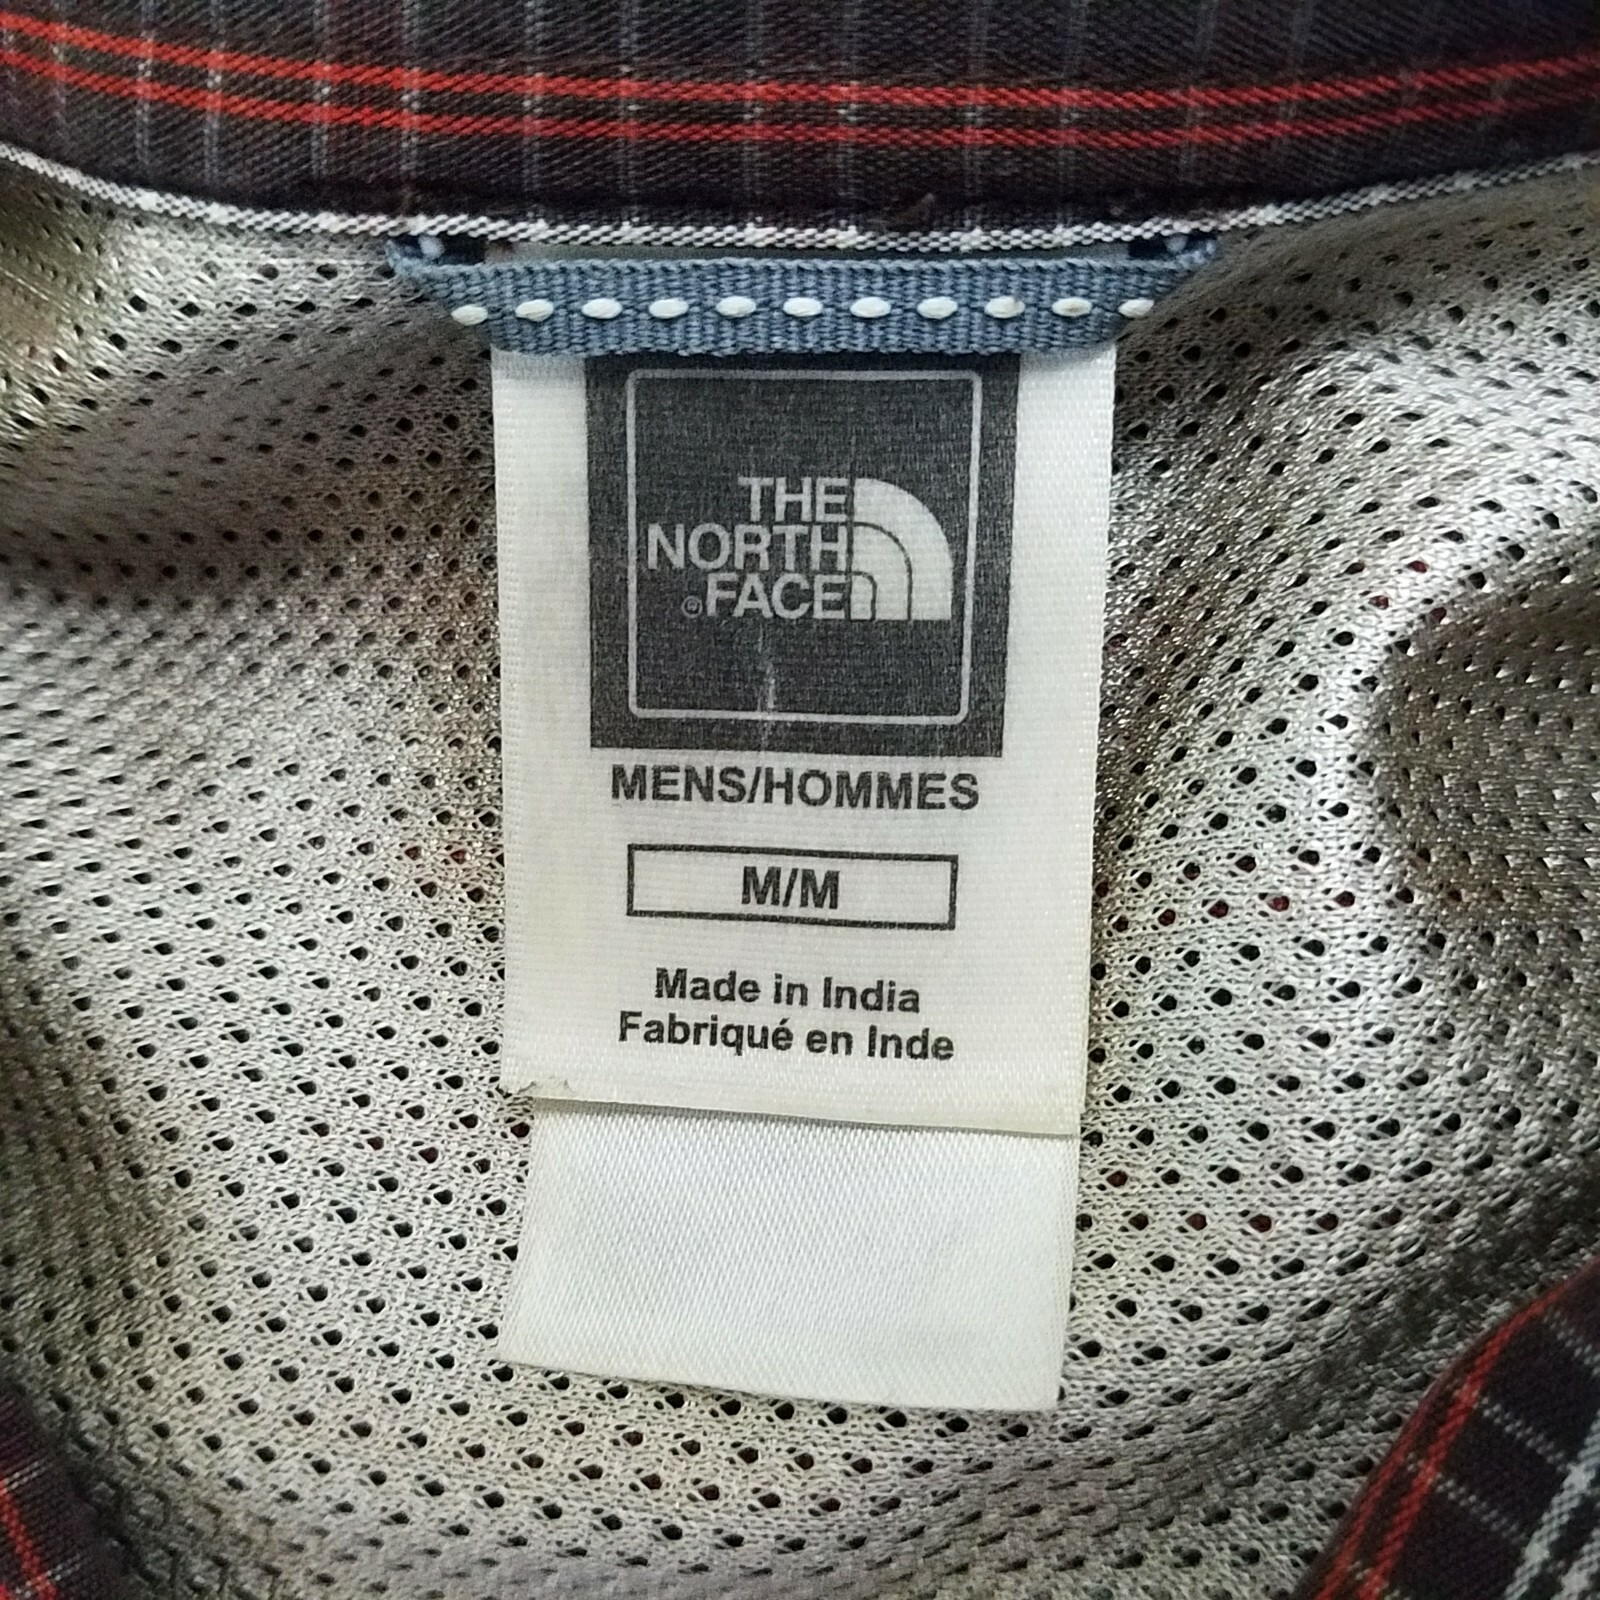 THE
NORTH
®FACE
MENS/HOMMES
M/M
Made in India
Fabriqué en Inde